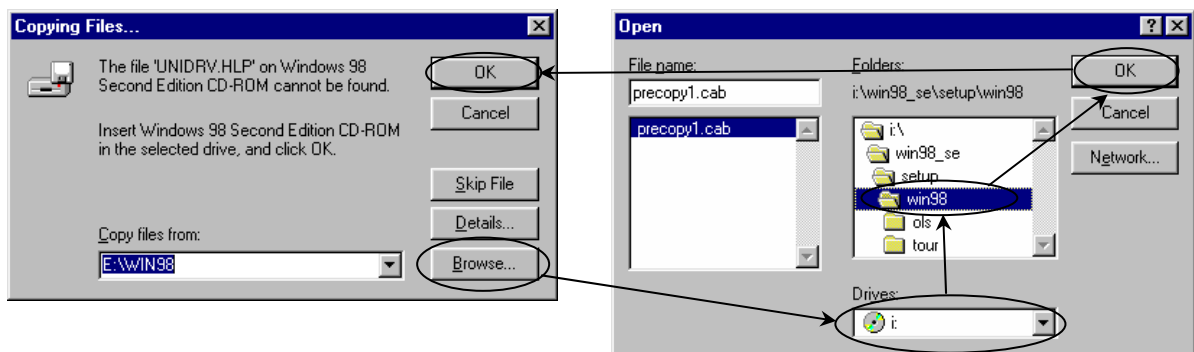 Copying Files...
The file 'UNIDRV.HLP' on Windows 98
Second Edition CD-ROM cannot be found.
Insert Windows 98 Second Edition CD-ROM
in the selected drive, and click OK.
OK
Cancel
Skip File
Details...
Copy files from:
E:\WIN98
Browse...
Open
File name:
precopy1.cab
precopy1.cab
Folders:
i:\win98_se\setup\win98
i:\
win98_se
setup
win98
ols
tour
Drives:
i:
OK
Cancel
Network...